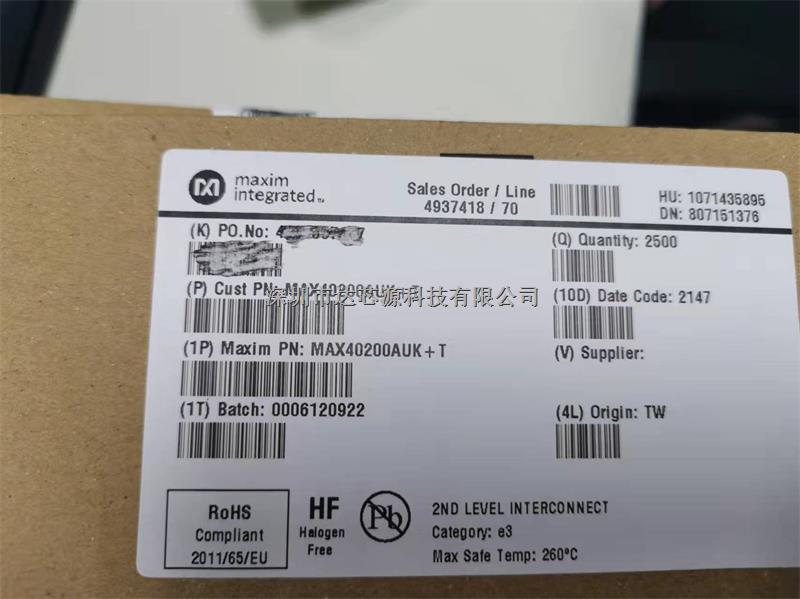 maxim
integrated™
Sales Order / Line
4937418 / 70
HU: 1071435895
DN: 807151376
(K) PO.No:
(Q) Quantity: 2500
(P) Cust PN:
深圳市达芯源科技有限公司
(10D) Date Code: 2147
(1P) Maxim PN: MAX40200AUK+T
(V) Supplier:
(1T) Batch: 0006120922
(4L) Origin: TW
RoHS
Compliant
2011/65/EU
HF
Halogen
Free
Pb
2ND LEVEL INTERCONNECT
Category: e3
Max Safe Temp: 260ºC